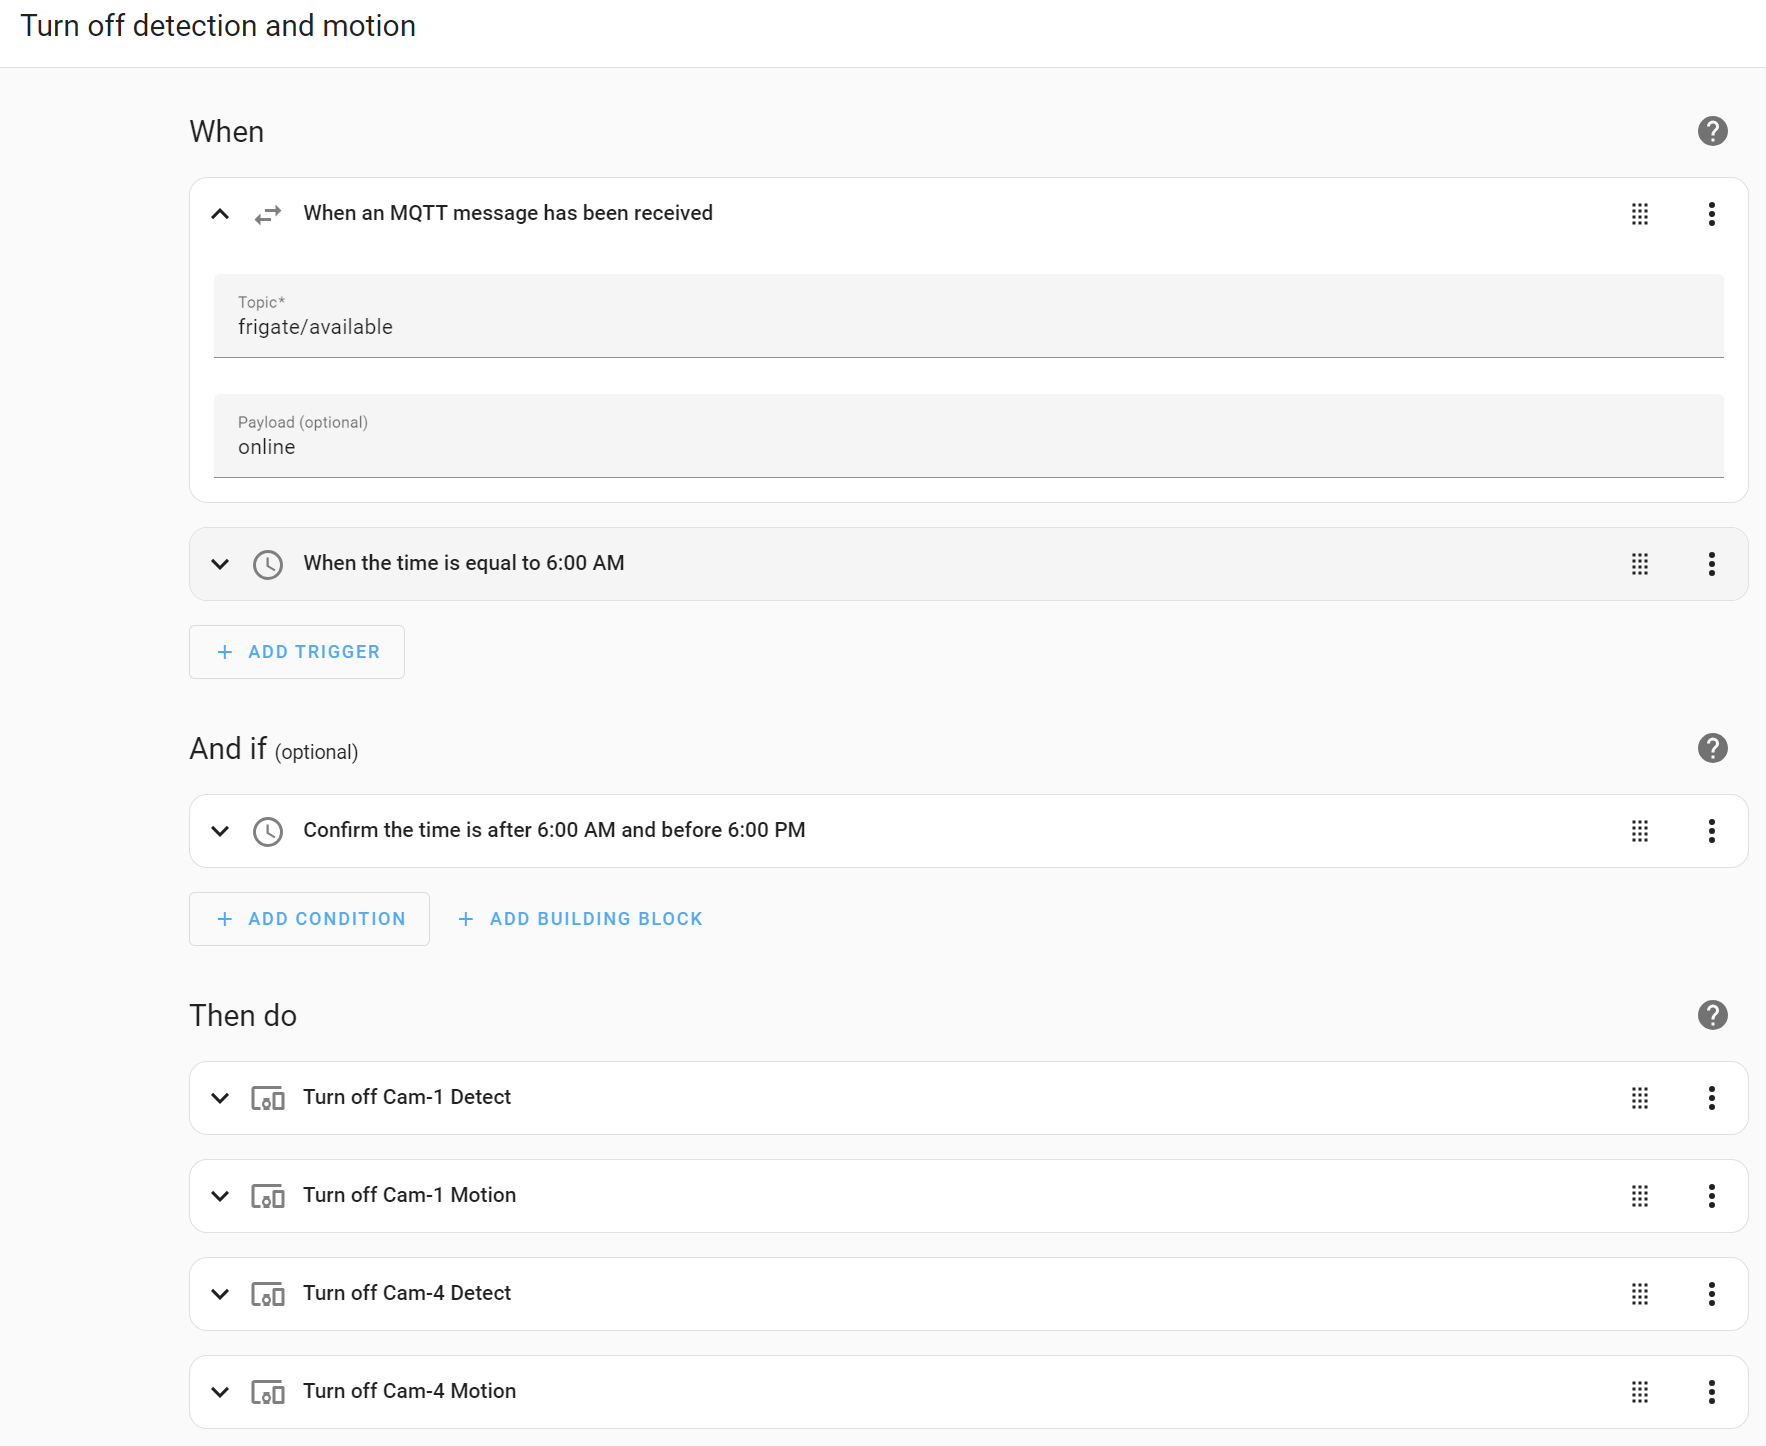 Turn off detection and motion
When
When an MQTT message has been received
Topic*
frigate/available
Payload (optional)
online
When the time is equal to 6:00 AM
+ ADD TRIGGER
And if (optional)
Confirm the time is after 6:00 AM and before 6:00 PM
+ ADD CONDITION + ADD BUILDING BLOCK
Then do
Turn off Cam-1 Detect
Turn off Cam-1 Motion
Turn off Cam-4 Detect
Turn off Cam-4 Motion